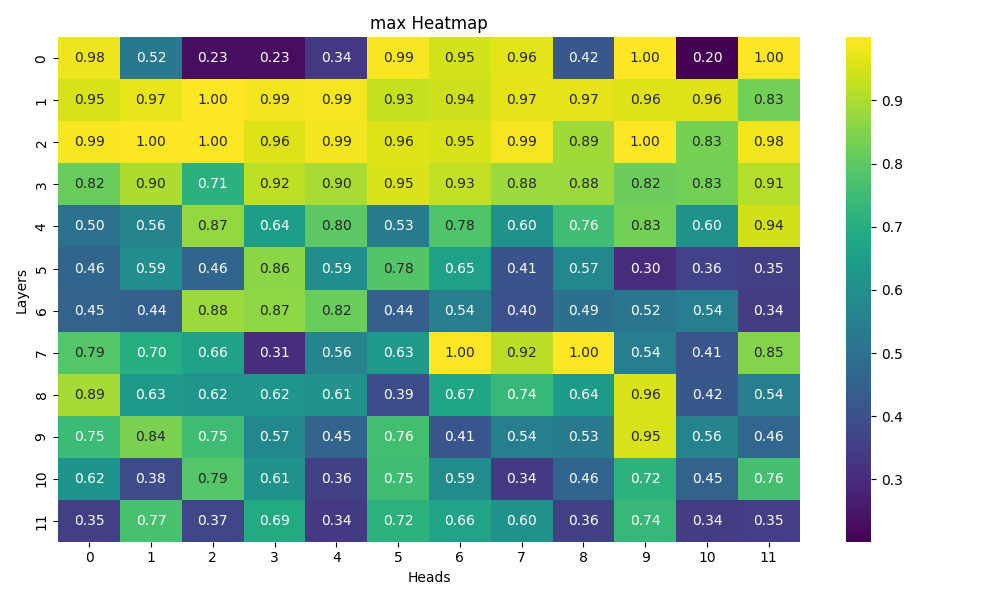 max Heatmap
0 0.98 0.52 0.23 0.23 0.34 0.99 0.95 0.96 0.42 1.00 0.20 1.00
1 0.95 0.97 1.00 0.99 0.99 0.93 0.94 0.97 0.97 0.96 0.96 0.83
2 0.99 1.00 1.00 0.96 0.99 0.96 0.95 0.99 0.89 1.00 0.83 0.98
3 0.82 0.90 0.71 0.92 0.90 0.95 0.93 0.88 0.88 0.82 0.83 0.91
4 0.50 0.56 0.87 0.64 0.80 0.53 0.78 0.60 0.76 0.83 0.60 0.94
5 0.46 0.59 0.46 0.86 0.59 0.78 0.65 0.41 0.57 0.30 0.36 0.35
6 0.45 0.44 0.88 0.87 0.82 0.44 0.54 0.40 0.49 0.52 0.54 0.34
7 0.79 0.70 0.66 0.31 0.56 0.63 1.00 0.92 1.00 0.54 0.41 0.85
8 0.89 0.63 0.62 0.62 0.61 0.39 0.67 0.74 0.64 0.96 0.42 0.54
9 0.75 0.84 0.75 0.57 0.45 0.76 0.41 0.54 0.53 0.95 0.56 0.46
10 0.62 0.38 0.79 0.61 0.36 0.75 0.59 0.34 0.46 0.72 0.45 0.76
11 0.35 0.77 0.37 0.69 0.34 0.72 0.66 0.60 0.36 0.74 0.34 0.35
0 1 2 3 4 5 6 7 8 9 10 11
Heads
Layers
0.9
0.8
0.7
0.6
0.5
0.4
0.3